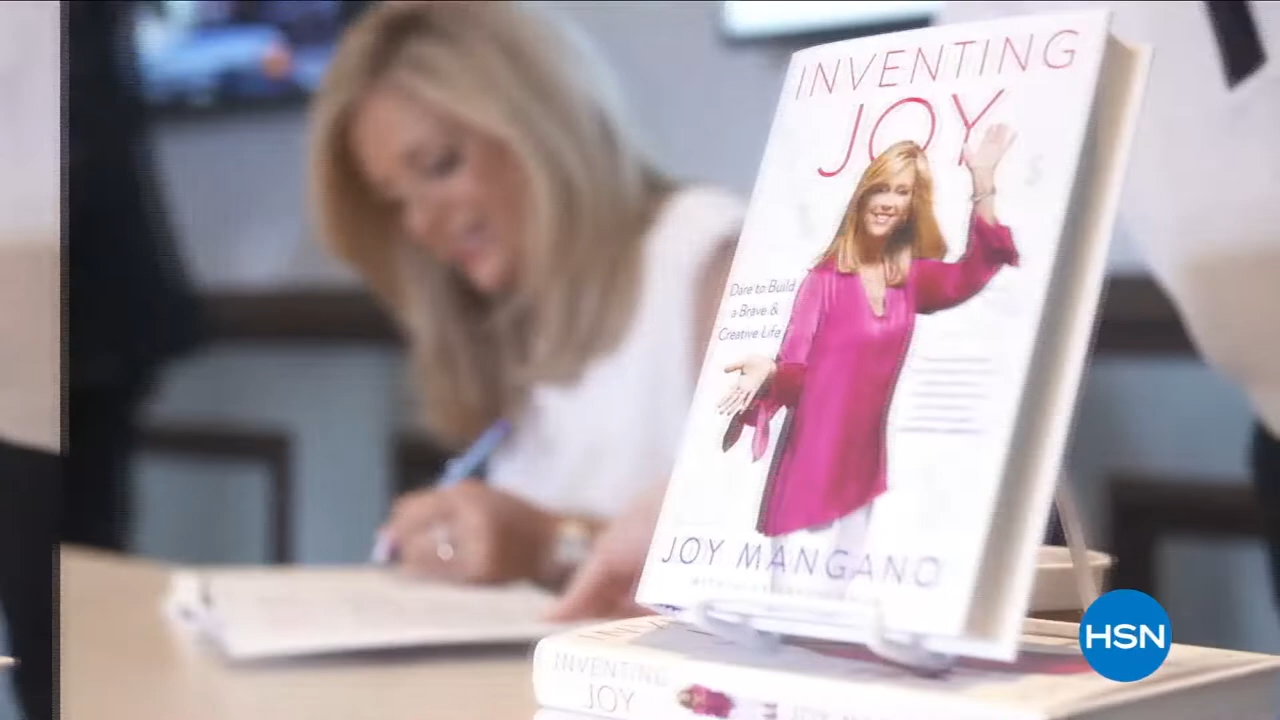 INVENTING
JOY
Dare to Build
a Brave &
Creative Life
JOY MANGANO
INVENTING
JOY
HSN